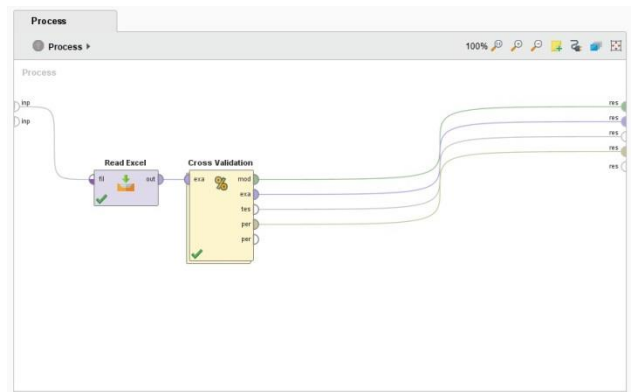 Process
Process
100%
Process
inp
inp
Read Excel
fil
out
Cross Validation
exa
mod
exa
tes
per
per
res
res
res
res
res